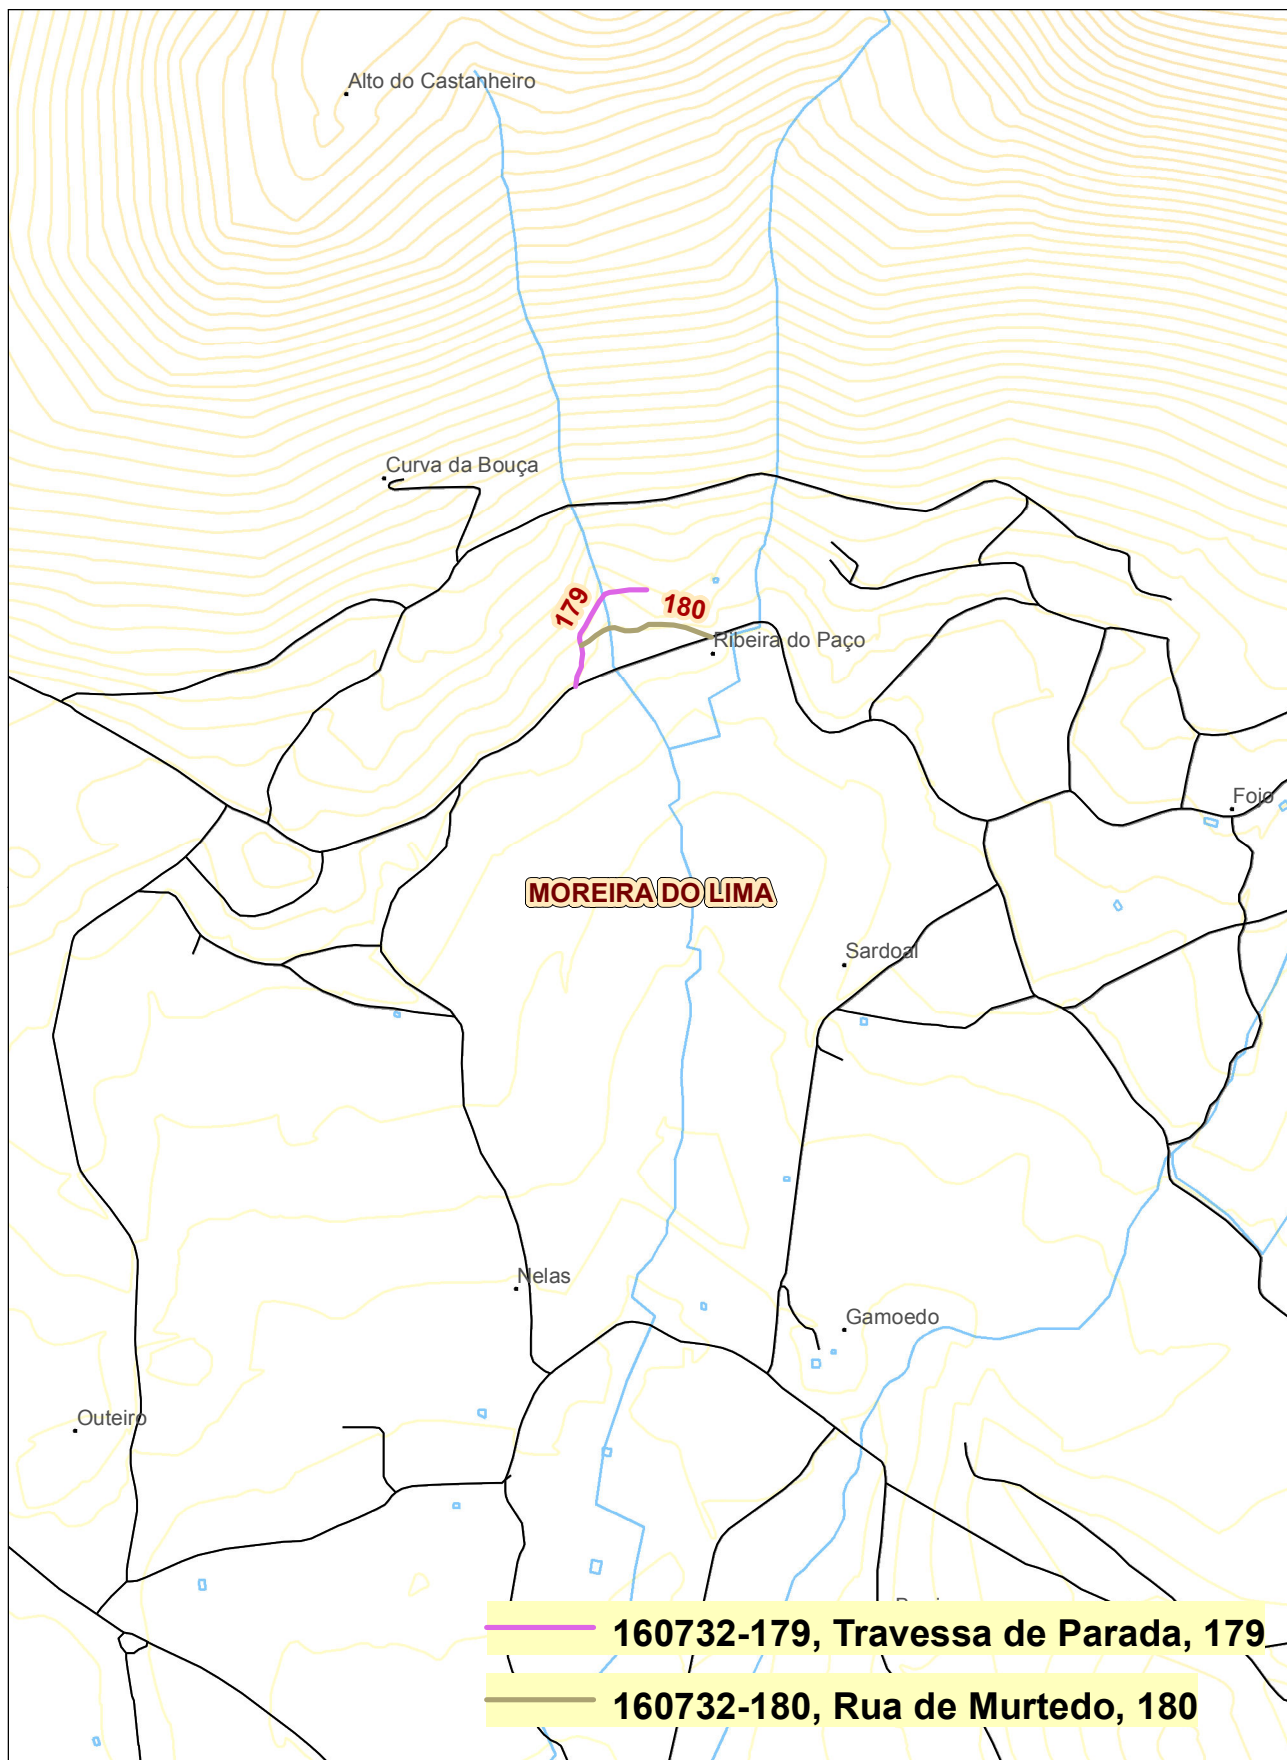 Alto do Castanheiro
Curva da Bouça
179
180
Ribeira do Paço
Fojo
MOREIRA DO LIMA
Sardoal
Nelas
Gamoedo
Outeiro
160732-179, Travessa de Parada, 179
160732-180, Rua de Murtedo, 180